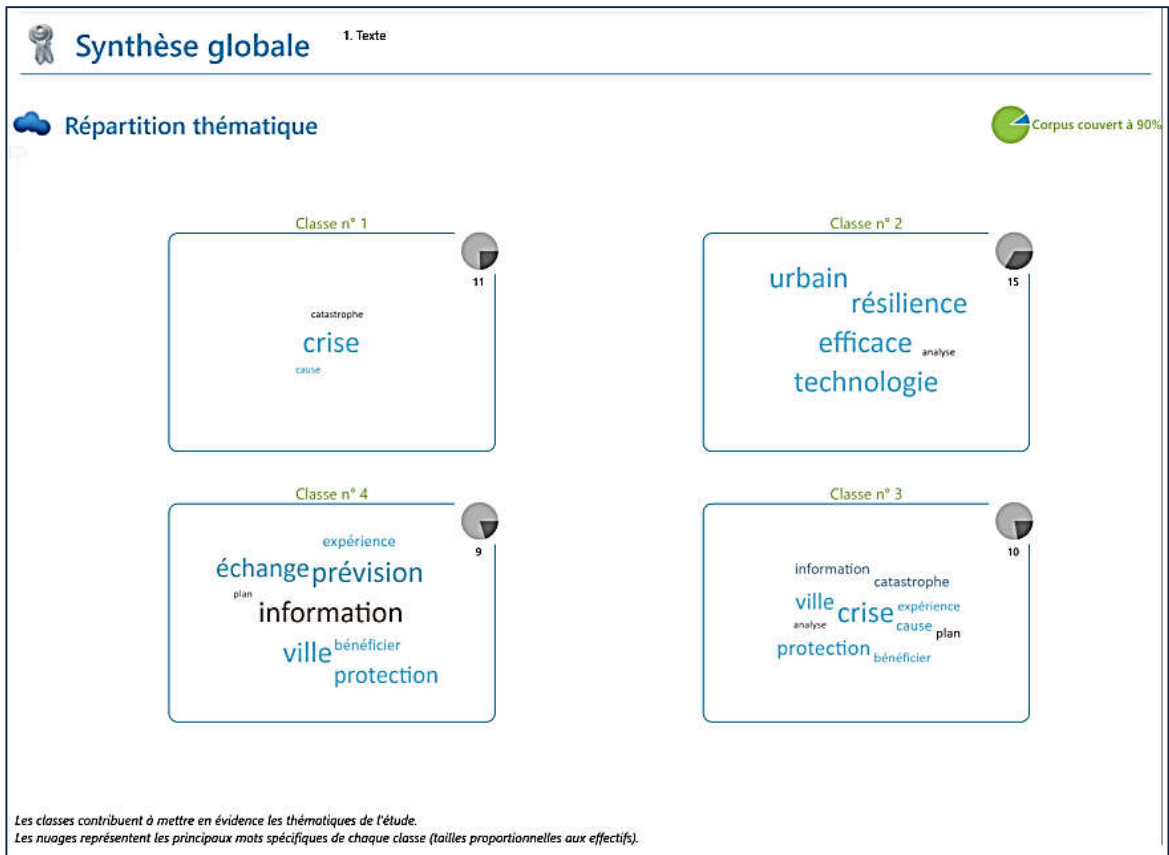 Synthèse globale
1. Texte
Répartition thématique
Corpus couvert à 90%
Classe n° 1
11
catastrophe
crise
cause
Classe n° 2
15
urbain
résilience
efficace
analyse
technologie
Classe n° 4
9
expérience
échange prévision
plan
information
ville bénéficier
protection
Classe n° 3
10
information
catastrophe
ville crise expérience
analyse cause plan
protection bénéficier
Les classes contribuent à mettre en évidence les thématiques de l'étude.
Les nuages représentent les principaux mots spécifiques de chaque classe (tailles proportionnelles aux effectifs).